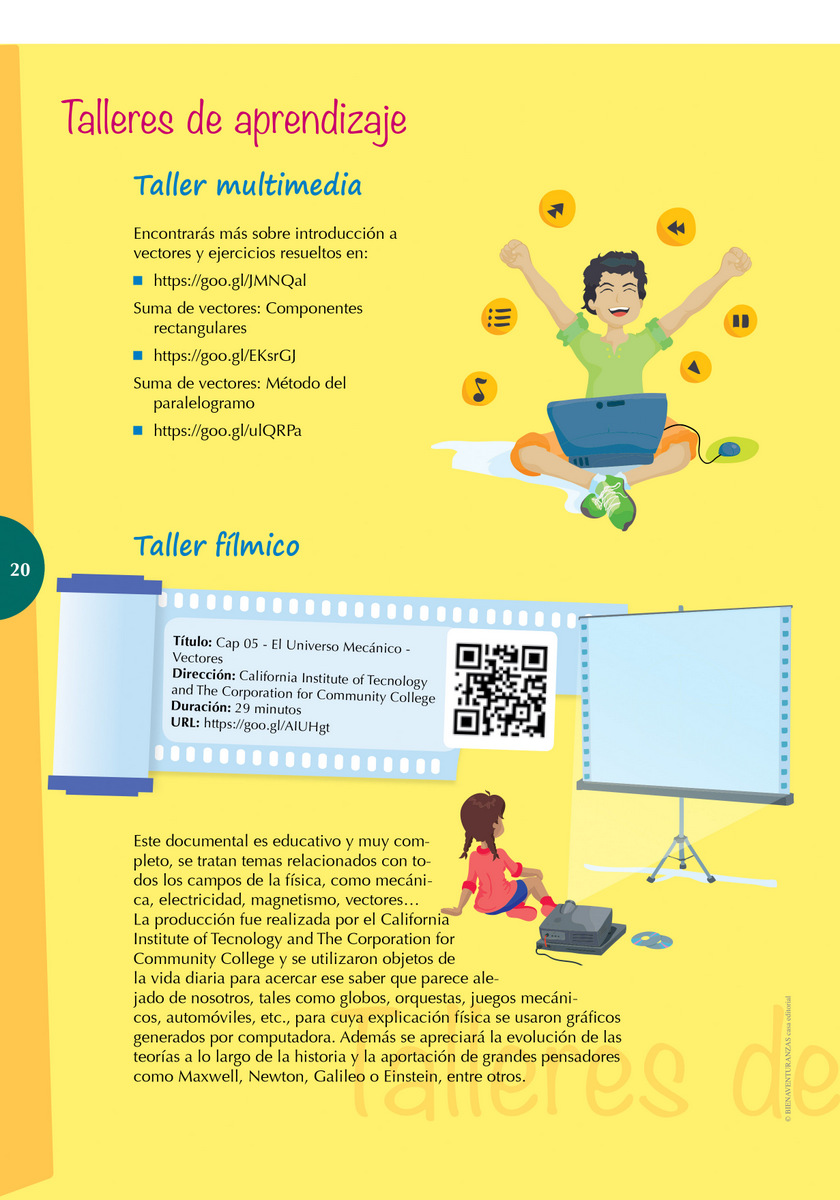 Talleres de aprendizaje
Taller multimedia
Encontrarás más sobre introducción a
vectores y ejercicios resueltos en:
https://goo.gl/JMNQal
Suma de vectores: Componentes
rectangulares
https://goo.gl/EKsrGJ
Suma de vectores: Método del
paralelogramo
https://goo.gl/ulQRPa
Taller fílmico
20
Título: Cap 05 - El Universo Mecánico -
Vectores
Dirección: California Institute of Tecnology
and The Corporation for Community College
Duración: 29 minutos
URL: https://goo.gl/AIUHgt
Este documental es educativo y muy com-
pleto, se tratan temas relacionados con to-
dos los campos de la física, como mecáni-
ca, electricidad, magnetismo, vectores…
La producción fue realizada por el California
Institute of Tecnology and The Corporation for
Community College y se utilizaron objetos de
la vida diaria para acercar ese saber que parece ale-
jado de nosotros, tales como globos, orquestas, juegos mecáni-
cos, automóviles, etc., para cuya explicación física se usaron gráficos
generados por computadora. Además se apreciará la evolución de las
teorías a lo largo de la historia y la aportación de grandes pensadores
como Maxwell, Newton, Galileo o Einstein, entre otros.
Talleres de
© BIENAVENTURANZAS casa editorial